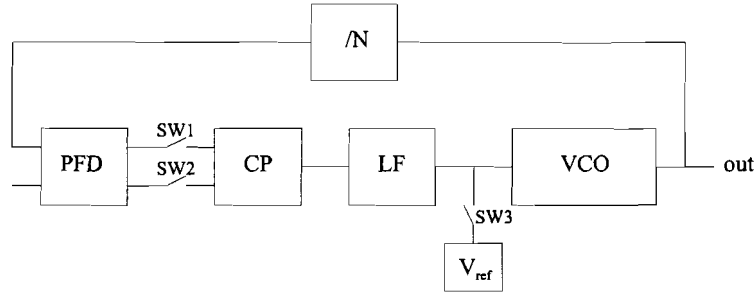 /N
SW1
SW2
PFD
CP
LF
VCO
out
SW3
Vref